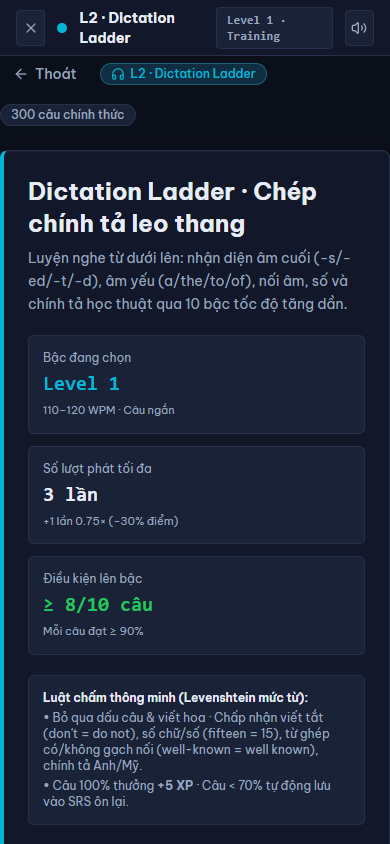 L2 · Dictation
Ladder
Level 1 ·
Training
Thoát
L2 · Dictation Ladder
300 câu chính thức
Dictation Ladder · Chép
chính tả leo thang
Luyện nghe từ dưới lên: nhận diện âm cuối (-s/-
ed/-t/-d), âm yếu (a/the/to/of), nối âm, số và
chính tả học thuật qua 10 bậc tốc độ tăng dần.
Bậc đang chọn
Level 1
110–120 WPM · Câu ngắn
Số lượt phát tối đa
3 lần
+1 lần 0.75× (-30% điểm)
Điều kiện lên bậc
≥ 8/10 câu
Mỗi câu đạt ≥ 90%
Luật chấm thông minh (Levenshtein mức từ):
• Bỏ qua dấu câu & viết hoa · Chấp nhận viết tắt
(don't = do not), số chữ/số (fifteen = 15), từ ghép
có/không gạch nối (well-known = well known),
chính tả Anh/Mỹ.
• Câu 100% thưởng +5 XP · Câu < 70% tự động lưu
vào SRS ôn lại.